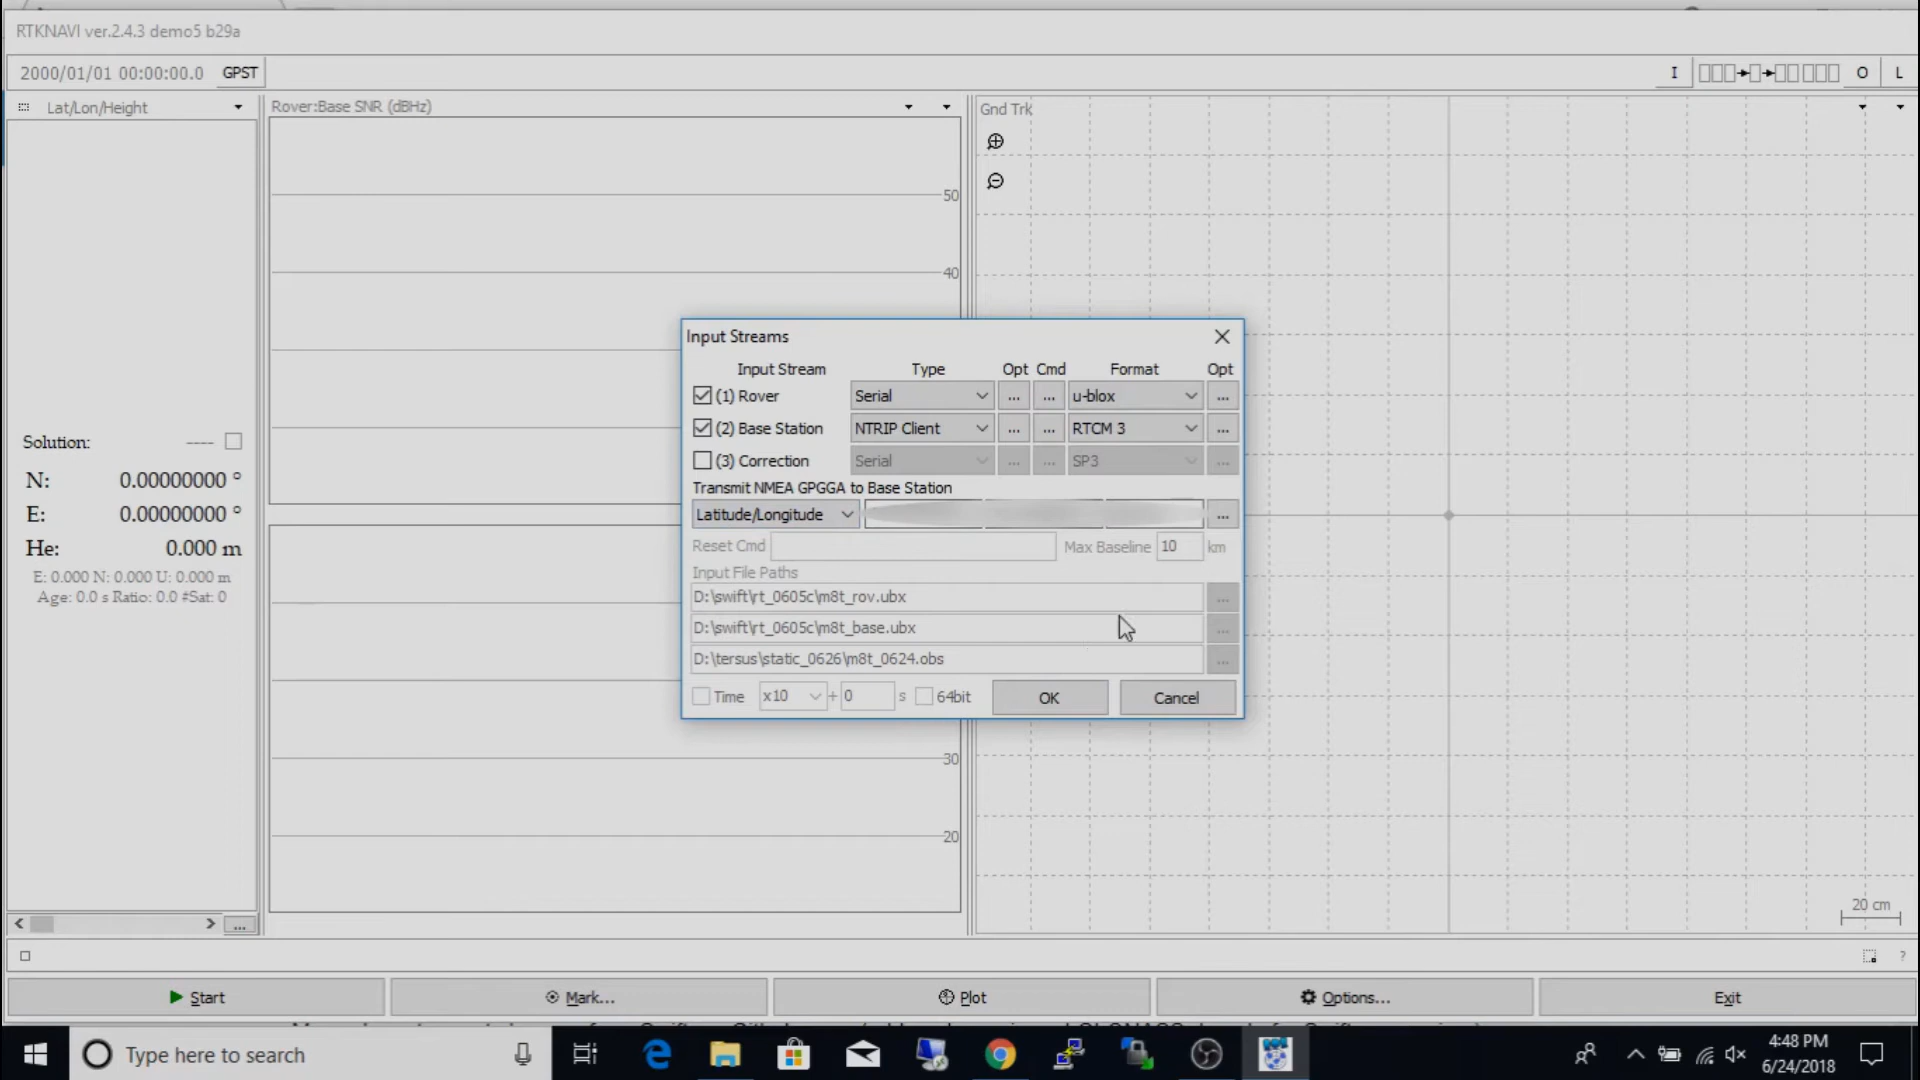 RTKNAVI ver.2.4.3 demo5 b29a
2000/01/01 00:00:00.0 GPST I O L
Lat/Lon/Height
Rover:Base SNR (dBHz)
Gnd Trk
50
40
Solution: ----
N: 0.00000000 °
E: 0.00000000 °
He: 0.000 m
E: 0.000 N: 0.000 U: 0.000 m
Age: 0.0 s Ratio: 0.0 #Sat: 0
Input Streams
Input Stream Type Opt Cmd Format Opt
(1) Rover Serial ... ... u-blox ...
(2) Base Station NTRIP Client ... ... RTCM 3 ...
(3) Correction Serial ... ... SP3 ...
Transmit NMEA GPGGA to Base Station
Latitude/Longitude ...
Reset Cmd Max Baseline 10 km
Input File Paths
D:\swift\rt_0605c\m8t_rov.ubx ...
D:\swift\rt_0605c\m8t_base.ubx ...
D:\tersus\static_0626\m8t_0624.obs ...
Time x10 + 0 s 64bit OK Cancel
30
20
20 cm
...
?
Start Mark... Plot Options... Exit
Type here to search
4:48 PM
6/24/2018